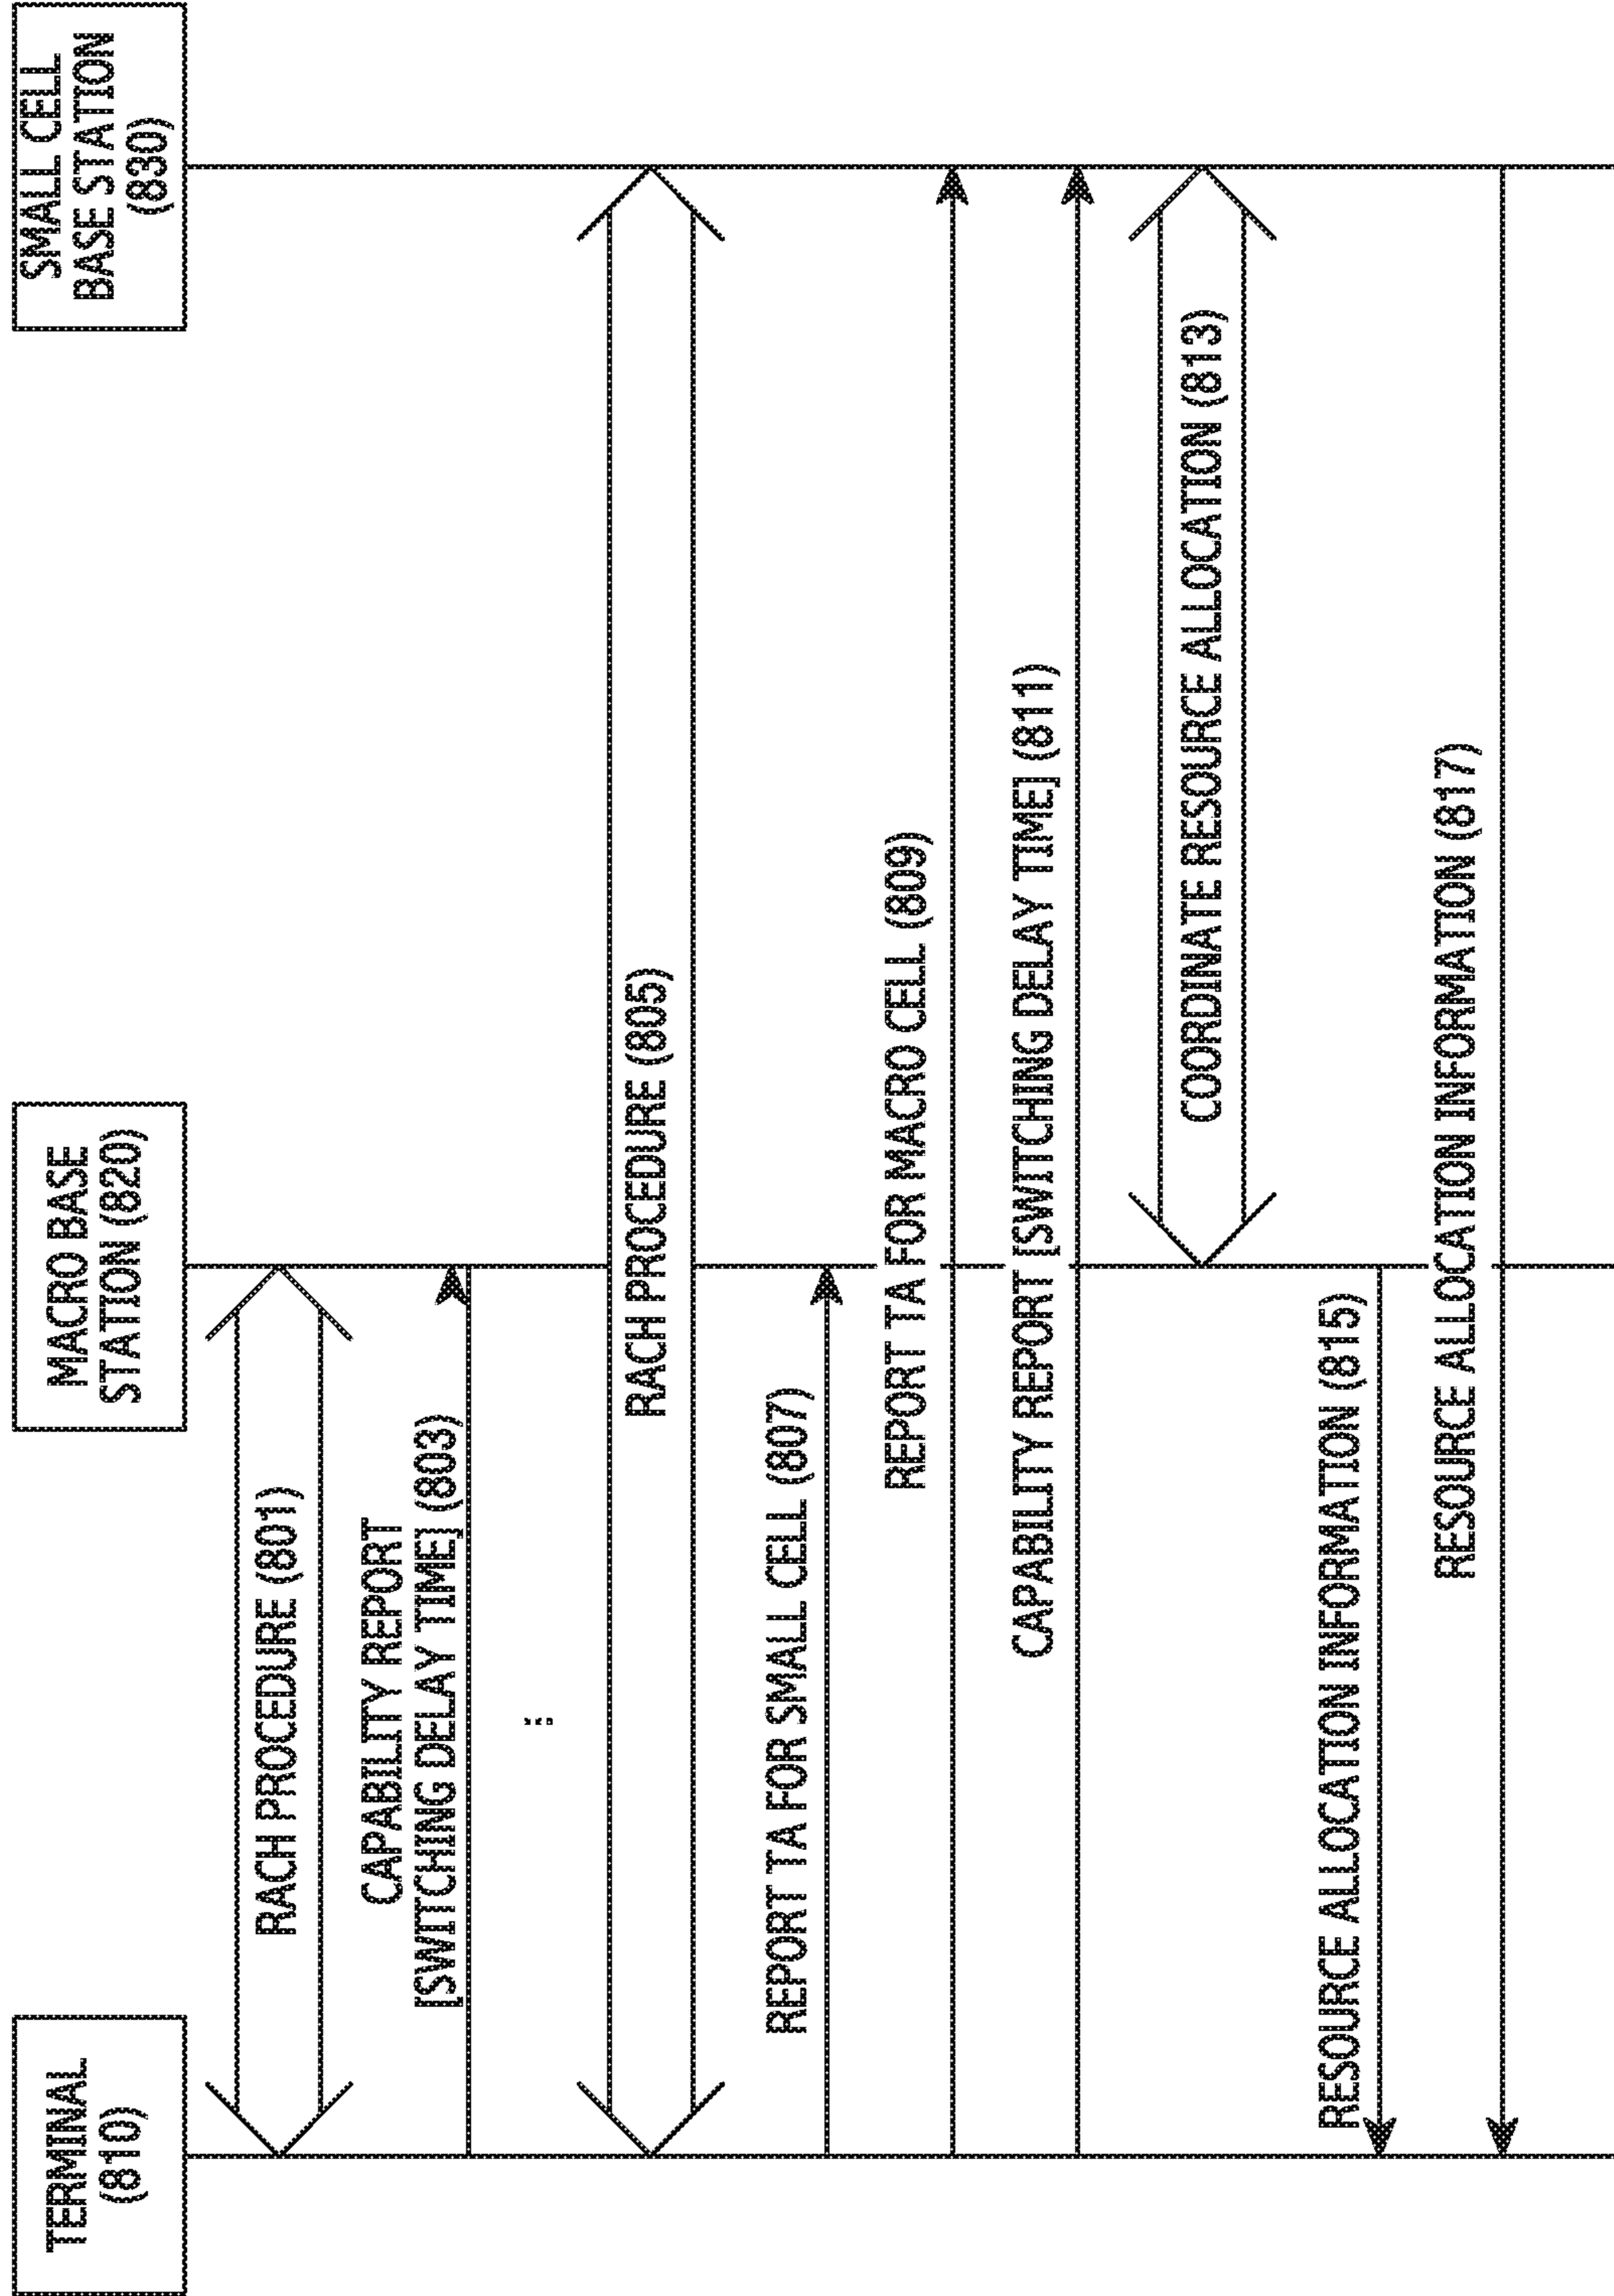 TERMINAL
(810)
MACRO BASE
STATION (820)
SMALL CELL
BASE STATION
(830)
RACH PROCEDURE (801)
CAPABILITY REPORT
[SWITCHING DELAY TIME] (803)
RACH PROCEDURE (805)
REPORT TA FOR SMALL CELL (807)
REPORT TA FOR MACRO CELL (809)
CAPABILITY REPORT [SWITCHING DELAY TIME] (811)
COORDINATE RESOURCE ALLOCATION (813)
RESOURCE ALLOCATION INFORMATION (815)
RESOURCE ALLOCATION INFORMATION (817)